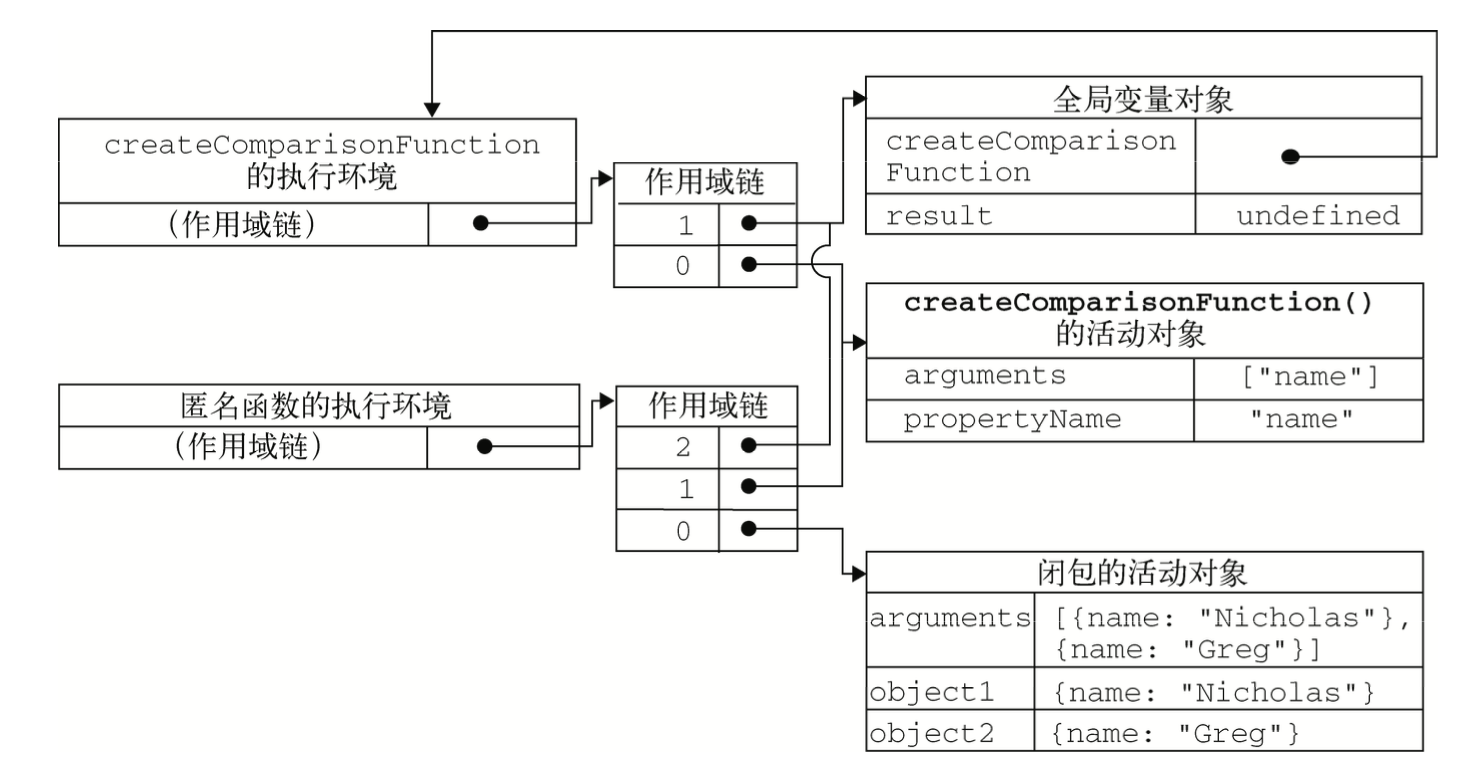 createComparisonFunction
的执行环境
(作用域链)
作用域链
1
0
全局变量对象
createComparison
Function
result undefined
createComparisonFunction()
的活动对象
arguments ["name"]
propertyName "name"
匿名函数的执行环境
(作用域链)
作用域链
2
1
0
闭包的活动对象
arguments [{name: "Nicholas"},
{name: "Greg"}]
object1 {name: "Nicholas"}
object2 {name: "Greg"}